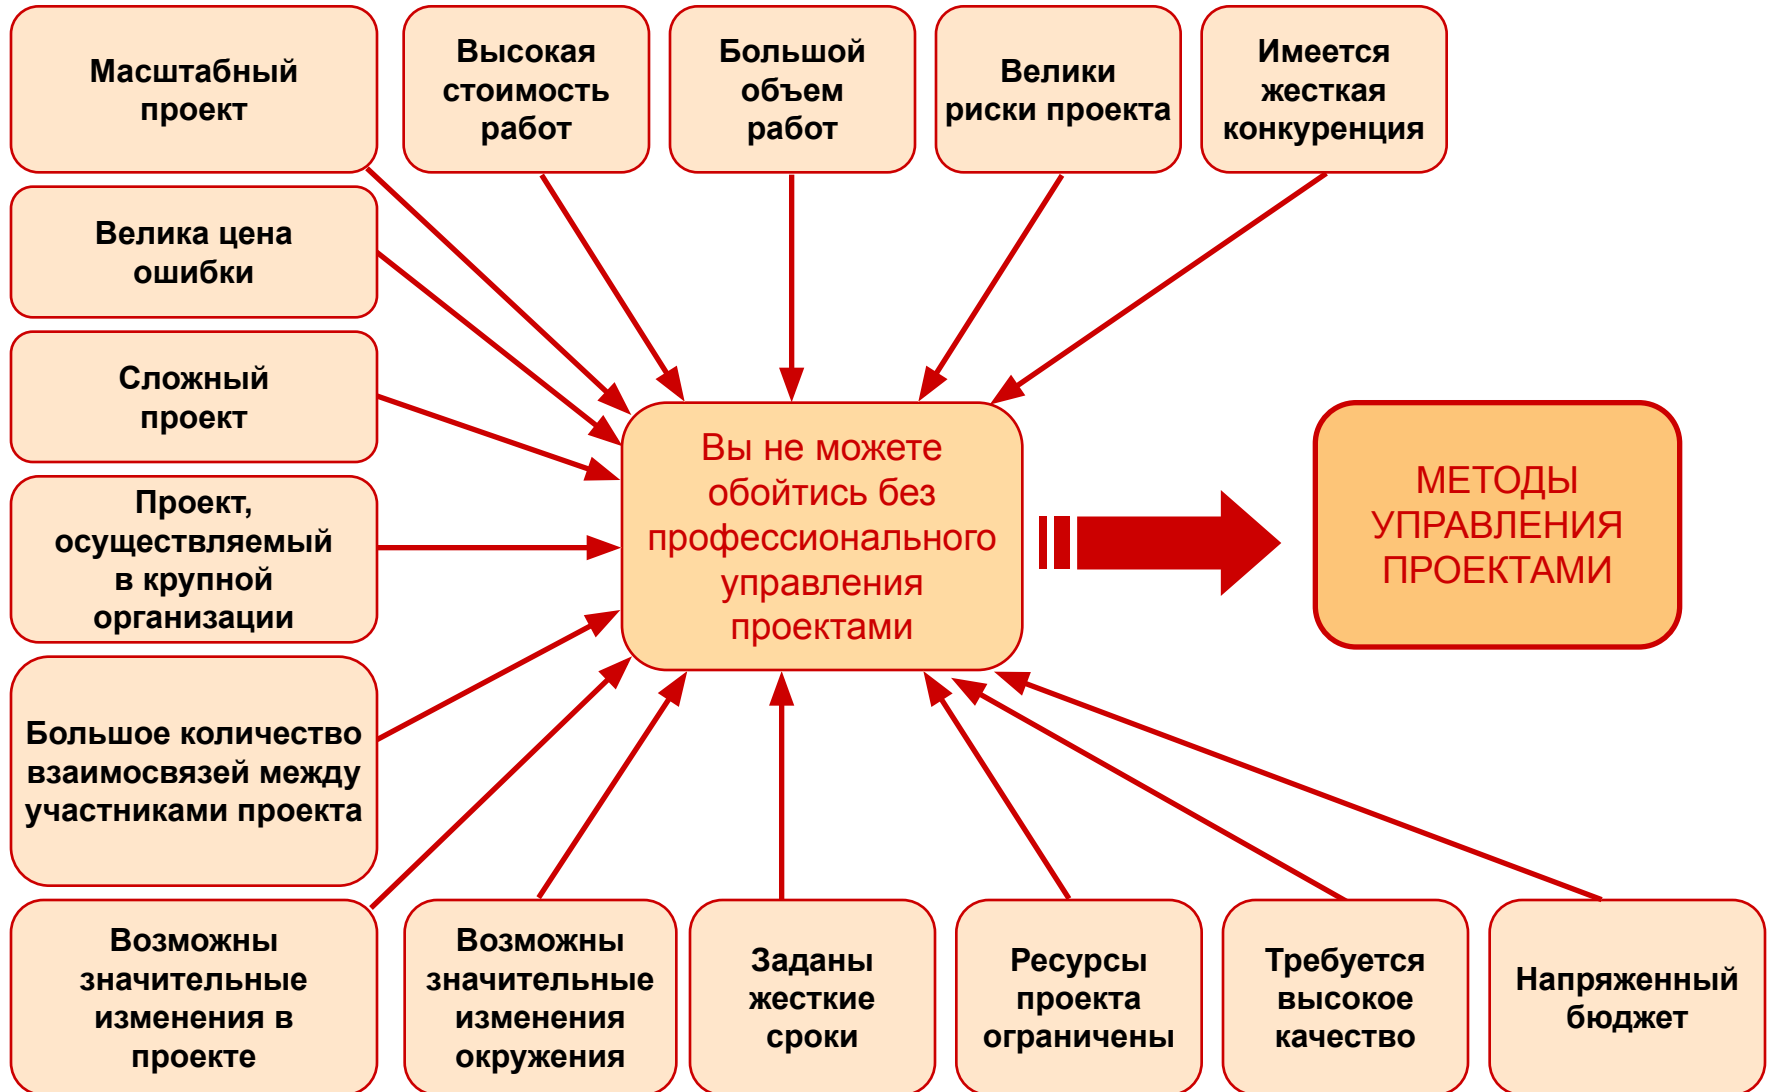 Масштабный
проект
Высокая
стоимость
работ
Большой
объем
работ
Велики
риски проекта
Имеется
жесткая
конкуренция
Велика цена
ошибки
Сложный
проект
Проект,
осуществляемый
в крупной
организации
Большое количество
взаимосвязей между
участниками проекта
Вы не можете
обойтись без
профессионального
управления
проектами
МЕТОДЫ
УПРАВЛЕНИЯ
ПРОЕКТАМИ
Возможны
значительные
изменения в
проекте
Возможны
значительные
изменения
окружения
Заданы
жесткие
сроки
Ресурсы
проекта
ограничены
Требуется
высокое
качество
Напряженный
бюджет